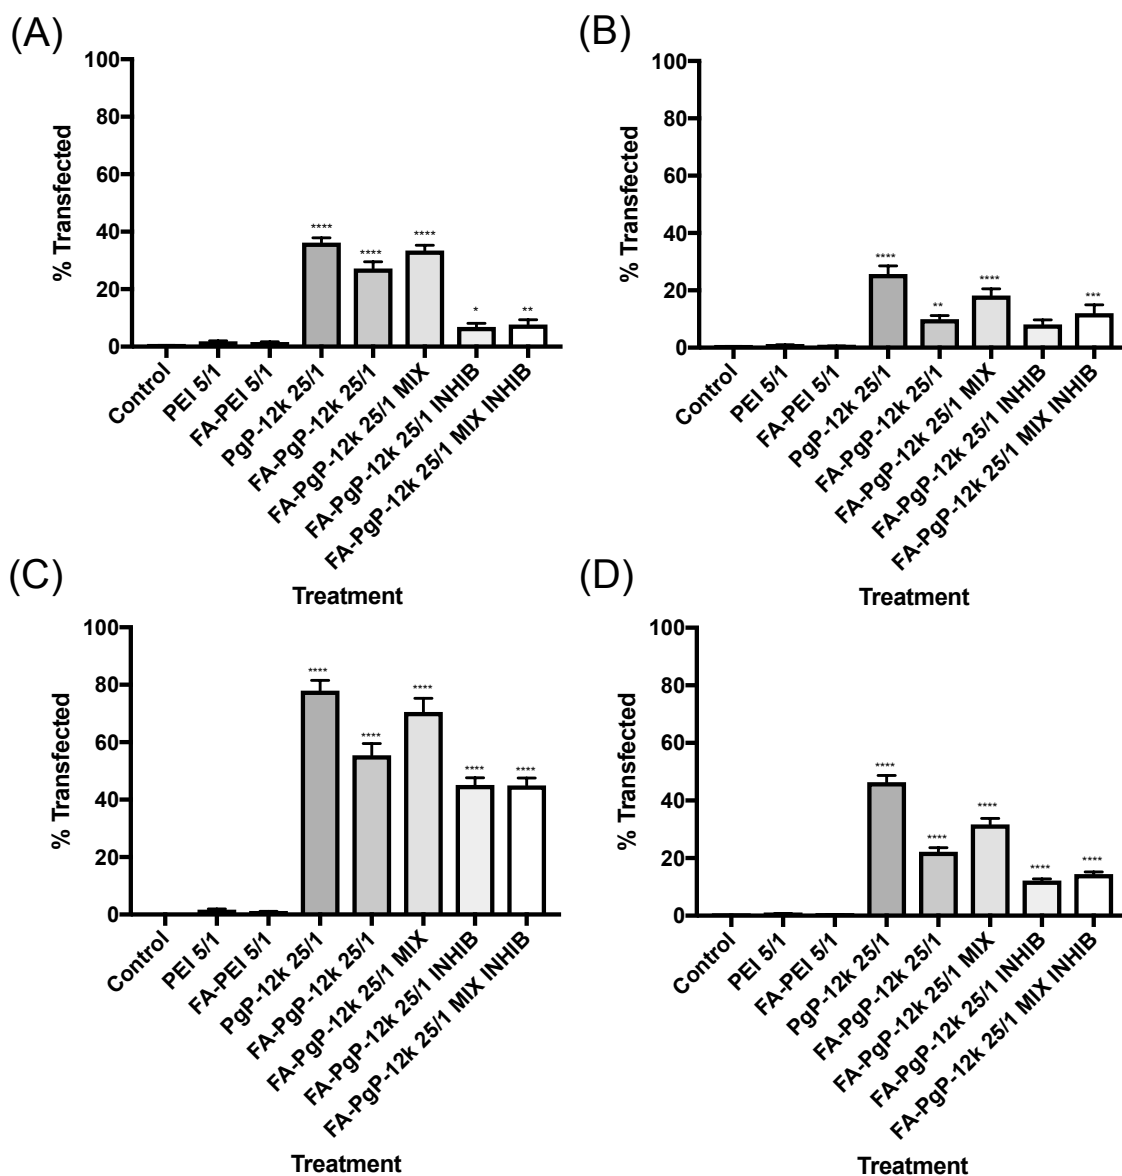 (A)
% Transfected
100
80
60
40
20
0
****
****
****
*
**
Control
PEI 5/1
FA-PEI 5/1
PgP-12k 25/1
FA-PgP-12k 25/1
FA-PgP-12k 25/1 MIX
FA-PgP-12k 25/1 INHIB
FA-PgP-12k 25/1 MIX INHIB
Treatment
(B)
% Transfected
100
80
60
40
20
0
****
**
****
***
Control
PEI 5/1
FA-PEI 5/1
PgP-12k 25/1
FA-PgP-12k 25/1
FA-PgP-12k 25/1 MIX
FA-PgP-12k 25/1 INHIB
FA-PgP-12k 25/1 MIX INHIB
Treatment
(C)
% Transfected
100
80
60
40
20
0
****
****
****
****
****
Control
PEI 5/1
FA-PEI 5/1
PgP-12k 25/1
FA-PgP-12k 25/1
FA-PgP-12k 25/1 MIX
FA-PgP-12k 25/1 INHIB
FA-PgP-12k 25/1 MIX INHIB
Treatment
(D)
% Transfected
100
80
60
40
20
0
****
****
****
****
****
Control
PEI 5/1
FA-PEI 5/1
PgP-12k 25/1
FA-PgP-12k 25/1
FA-PgP-12k 25/1 MIX
FA-PgP-12k 25/1 INHIB
FA-PgP-12k 25/1 MIX INHIB
Treatment